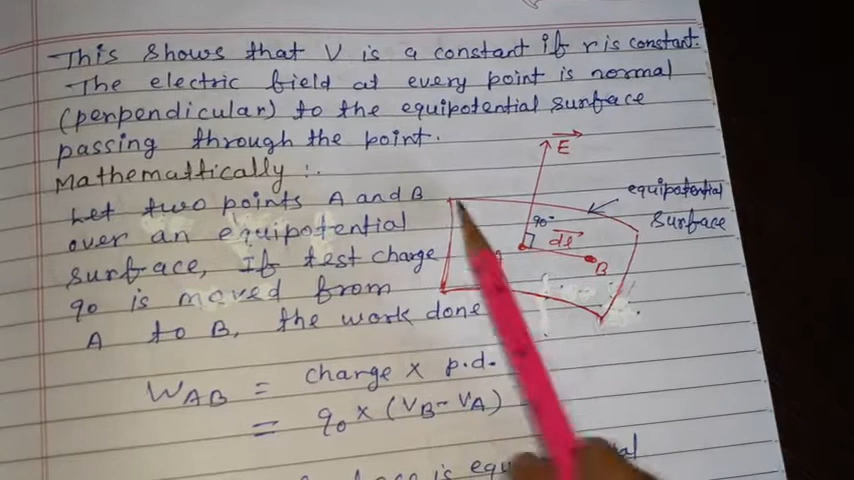 This shows that V is a constant if r is constant.
The electric field at every point is normal
(perpendicular) to the equipotential surface
passing through the point.
Mathemattically :.
Let two points A and B
over an equipotential
surface, If test charge
q0 is moved from
A to B, the work done
E
90°
dl
B
equipotential
surface
WAB = charge × p.d.
= q0 × (VB - VA)
is